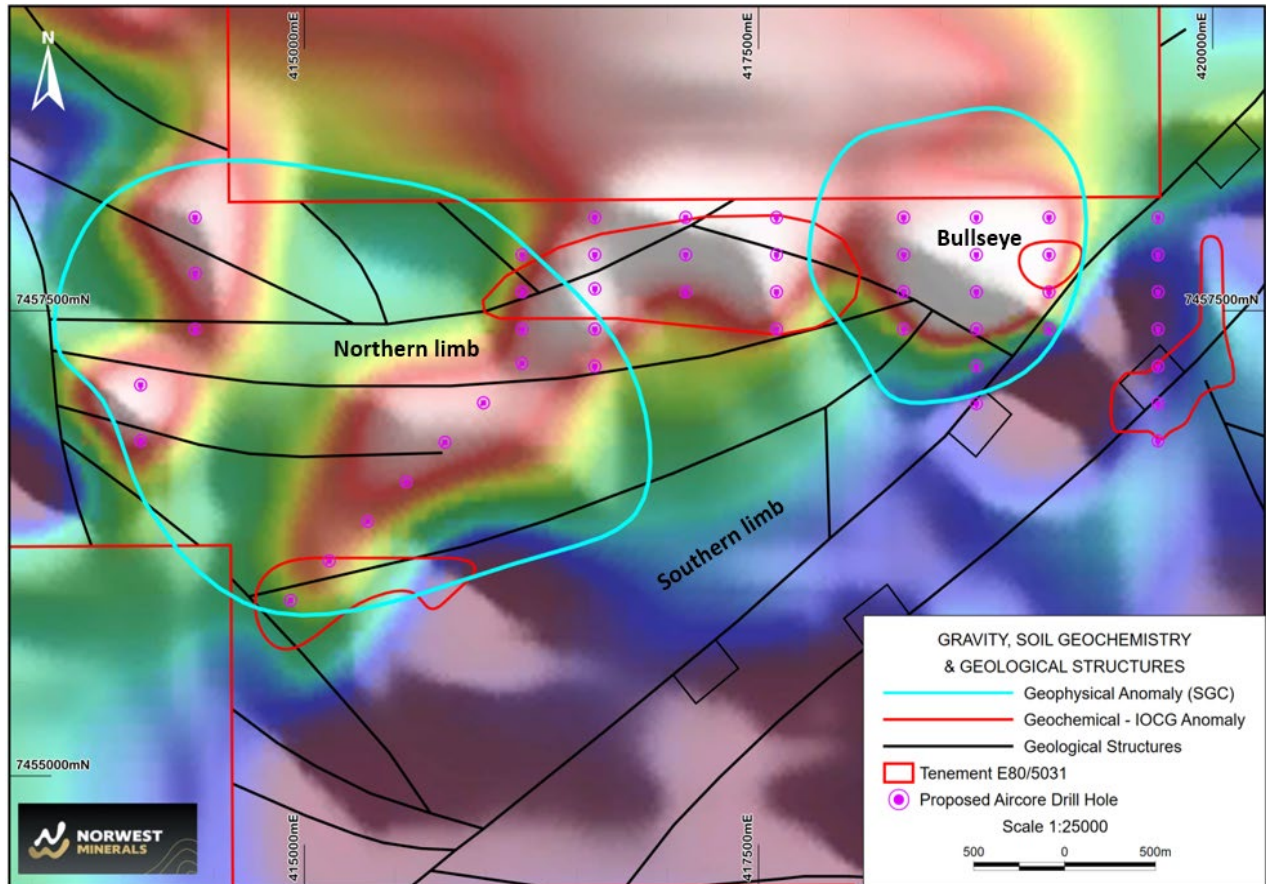 N
415000mE
417500mE
420000mE
Bullseye
7457500mN
7457500mN
Northern limb
Southern limb
GRAVITY, SOIL GEOCHEMISTRY
& GEOLOGICAL STRUCTURES
Geophysical Anomaly (SGC)
Geochemical - IOCG Anomaly
Geological Structures
Tenement E80/5031
Proposed Aircore Drill Hole
Scale 1:25000
500 0 500m
7455000mN
NORWEST
MINERALS
415000mE
417500mE